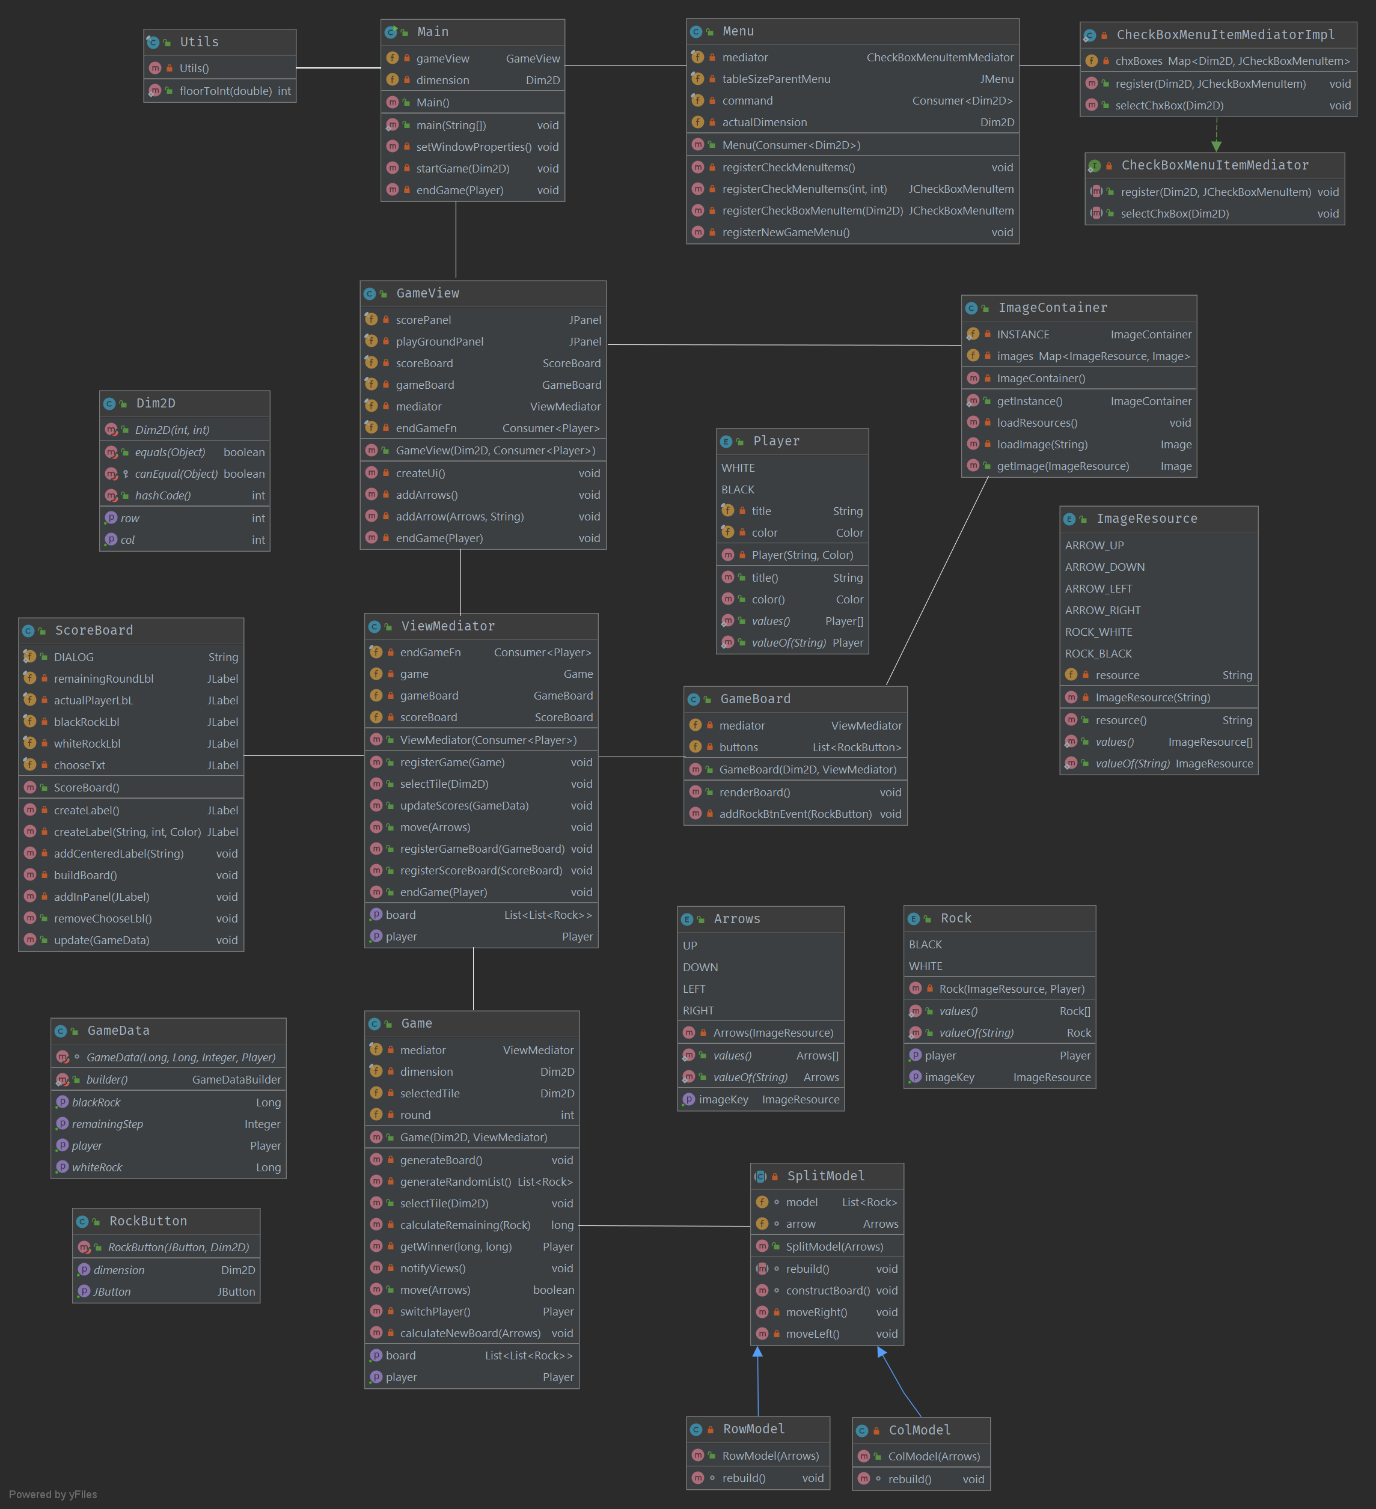 Utils
Utils()
floorToInt(double) int
Main
gameView GameView
dimension Dim2D
Main()
main(String[]) void
setWindowProperties() void
startGame(Dim2D) void
endGame(Player) void
Menu
mediator CheckBoxMenuItemMediator
tableSizeParentMenu JMenu
command Consumer<Dim2D>
actualDimension Dim2D
Menu(Consumer<Dim2D>)
registerCheckMenuItems() void
registerCheckMenuItems(int, int) JCheckBoxMenuItem
registerCheckBoxMenuItem(Dim2D) JCheckBoxMenuItem
registerNewGameMenu() void
CheckBoxMenuItemMediatorImpl
chxBoxes Map<Dim2D, JCheckBoxMenuItem>
register(Dim2D, JCheckBoxMenuItem) void
selectChxBox(Dim2D) void
CheckBoxMenuItemMediator
register(Dim2D, JCheckBoxMenuItem) void
selectChxBox(Dim2D) void
GameView
scorePanel JPanel
playGroundPanel JPanel
scoreBoard ScoreBoard
gameBoard GameBoard
mediator ViewMediator
endGameFn Consumer<Player>
GameView(Dim2D, Consumer<Player>)
createUi() void
addArrows() void
addArrow(Arrows, String) void
endGame(Player) void
ImageContainer
INSTANCE ImageContainer
images Map<ImageResource, Image>
ImageContainer()
getInstance() ImageContainer
loadResources() void
loadImage(String) Image
getImage(ImageResource) Image
Dim2D
Dim2D(int, int)
equals(Object) boolean
canEqual(Object) boolean
hashCode() int
row int
col int
Player
WHITE
BLACK
title String
color Color
Player(String, Color)
title() String
color() Color
values() Player[]
valueOf(String) Player
ImageResource
ARROW_UP
ARROW_DOWN
ARROW_LEFT
ARROW_RIGHT
ROCK_WHITE
ROCK_BLACK
resource String
ImageResource(String)
resource() String
values() ImageResource[]
valueOf(String) ImageResource
ScoreBoard
DIALOG String
remainingRoundLbl JLabel
actualPlayerLbL JLabel
blackRockLbl JLabel
whiteRockLbl JLabel
chooseTxt JLabel
ScoreBoard()
createLabel() JLabel
createLabel(String, int, Color) JLabel
addCenteredLabel(String) void
buildBoard() void
addInPanel(JLabel) void
removeChooseLbl() void
update(GameData) void
ViewMediator
endGameFn Consumer<Player>
game Game
gameBoard GameBoard
scoreBoard ScoreBoard
ViewMediator(Consumer<Player>)
registerGame(Game) void
selectTile(Dim2D) void
updateScores(GameData) void
move(Arrows) void
registerGameBoard(GameBoard) void
registerScoreBoard(ScoreBoard) void
endGame(Player) void
board List<List<Rock>>
player Player
GameBoard
mediator ViewMediator
buttons List<RockButton>
GameBoard(Dim2D, ViewMediator)
renderBoard() void
addRockBtnEvent(RockButton) void
Arrows
UP
DOWN
LEFT
RIGHT
Arrows(ImageResource)
values() Arrows[]
valueOf(String) Arrows
imageKey ImageResource
Rock
BLACK
WHITE
Rock(ImageResource, Player)
values() Rock[]
valueOf(String) Rock
player Player
imageKey ImageResource
GameData
GameData(Long, Long, Integer, Player)
builder() GameDataBuilder
blackRock Long
remainingStep Integer
player Player
whiteRock Long
Game
mediator ViewMediator
dimension Dim2D
selectedTile Dim2D
round int
Game(Dim2D, ViewMediator)
generateBoard() void
generateRandomList() List<Rock>
selectTile(Dim2D) void
calculateRemaining(Rock) long
getWinner(long, long) Player
notifyViews() void
move(Arrows) boolean
switchPlayer() Player
calculateNewBoard(Arrows) void
board List<List<Rock>>
player Player
RockButton
RockButton(JButton, Dim2D)
dimension Dim2D
JButton JButton
SplitModel
model List<Rock>
arrow Arrows
SplitModel(Arrows)
rebuild() void
constructBoard() void
moveRight() void
moveLeft() void
RowModel
RowModel(Arrows)
rebuild() void
ColModel
ColModel(Arrows)
rebuild() void
Powered by yFiles